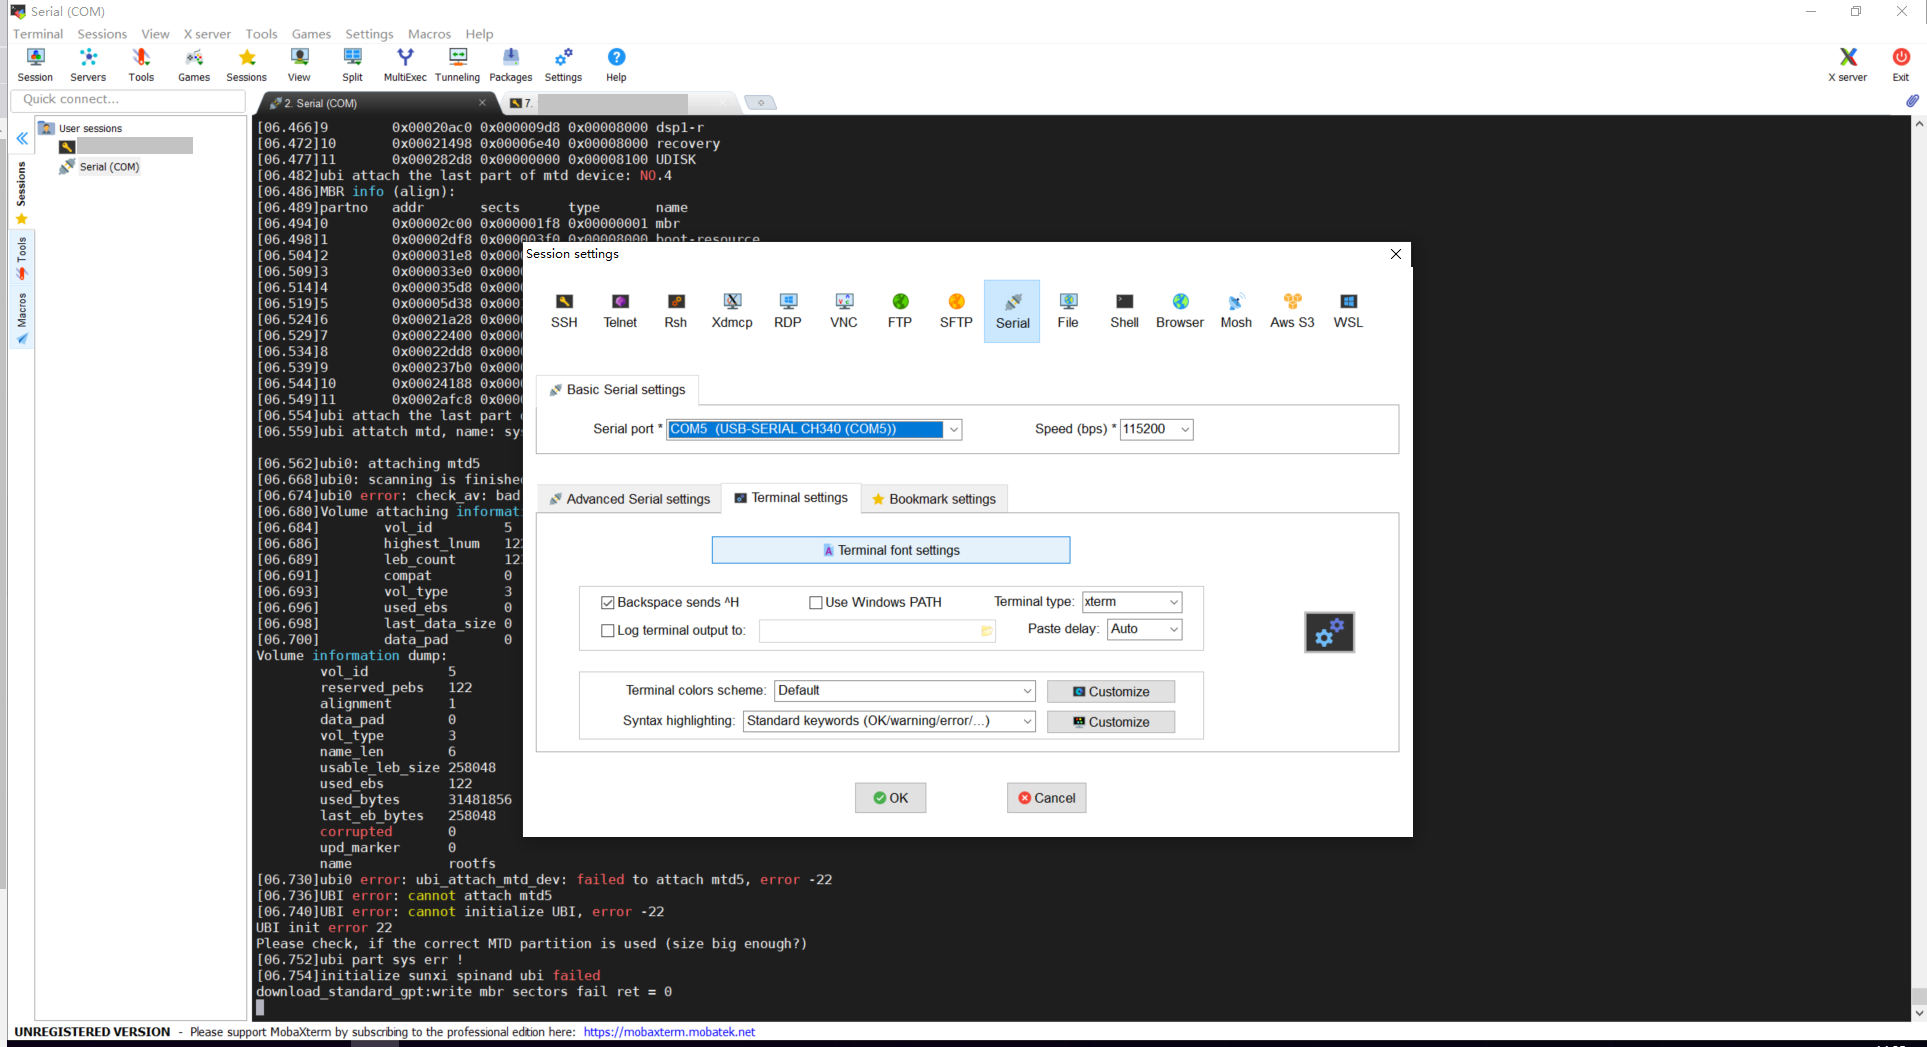 Serial (COM)
Terminal Sessions View X server Tools Games Settings Macros Help
Session Servers Tools Games Sessions View Split MultiExec Tunneling Packages Settings Help X server Exit
Quick connect...
2. Serial (COM)
7.
User sessions
Serial (COM)
Sessions
Tools
Macros
[06.466]9 0x00020ac0 0x000009d8 0x00008000 dsp1-r
[06.472]10 0x00021498 0x00006e40 0x00008000 recovery
[06.477]11 0x000282d8 0x00000000 0x00008100 UDISK
[06.482]ubi attach the last part of mtd device: NO.4
[06.486]MBR info (align):
[06.489]partno addr sects type name
[06.494]0 0x00002c00 0x000001f8 0x00000001 mbr
[06.498]1 0x00002df8 0x000003f0 0x00008000 boot-resource
[06.504]2 0x000031e8 0x000
[06.509]3 0x000033e0 0x000
[06.514]4 0x000035d8 0x000
[06.519]5 0x00005d38 0x000
[06.524]6 0x00021a28 0x000
[06.529]7 0x00022400 0x000
[06.534]8 0x00022dd8 0x000
[06.539]9 0x000237b0 0x000
[06.544]10 0x00024188 0x000
[06.549]11 0x0002afc8 0x000
[06.554]ubi attach the last part
[06.559]ubi attatch mtd, name: sys
[06.562]ubi0: attaching mtd5
[06.668]ubi0: scanning is finished
[06.674]ubi0 error: check_av: bad
[06.680]Volume attaching informat
[06.684] vol_id 5
[06.686] highest_lnum 12
[06.689] leb_count 12
[06.691] compat 0
[06.693] vol_type 3
[06.696] used_ebs 0
[06.698] last_data_size 0
[06.700] data_pad 0
Volume information dump:
vol_id 5
reserved_pebs 122
alignment 1
data_pad 0
vol_type 3
name_len 6
usable_leb_size 258048
used_ebs 122
used_bytes 31481856
last_eb_bytes 258048
corrupted 0
upd_marker 0
name rootfs
[06.730]ubi0 error: ubi_attach_mtd_dev: failed to attach mtd5, error -22
[06.736]UBI error: cannot attach mtd5
[06.740]UBI error: cannot initialize UBI, error -22
UBI init error 22
Please check, if the correct MTD partition is used (size big enough?)
[06.752]ubi part sys err !
[06.754]initialize sunxi spinand ubi failed
download_standard_gpt:write mbr sectors fail ret = 0
Session settings
SSH Telnet Rsh Xdmcp RDP VNC FTP SFTP Serial File Shell Browser Mosh Aws S3 WSL
Basic Serial settings
Serial port * COM5 (USB-SERIAL CH340 (COM5)) Speed (bps) * 115200
Advanced Serial settings Terminal settings Bookmark settings
Terminal font settings
Backspace sends ^H Use Windows PATH Terminal type: xterm
Log terminal output to: Paste delay: Auto
Terminal colors scheme: Default Customize
Syntax highlighting: Standard keywords (OK/warning/error/...) Customize
OK Cancel
UNREGISTERED VERSION - Please support MobaXterm by subscribing to the professional edition here: https://mobaxterm.mobatek.net